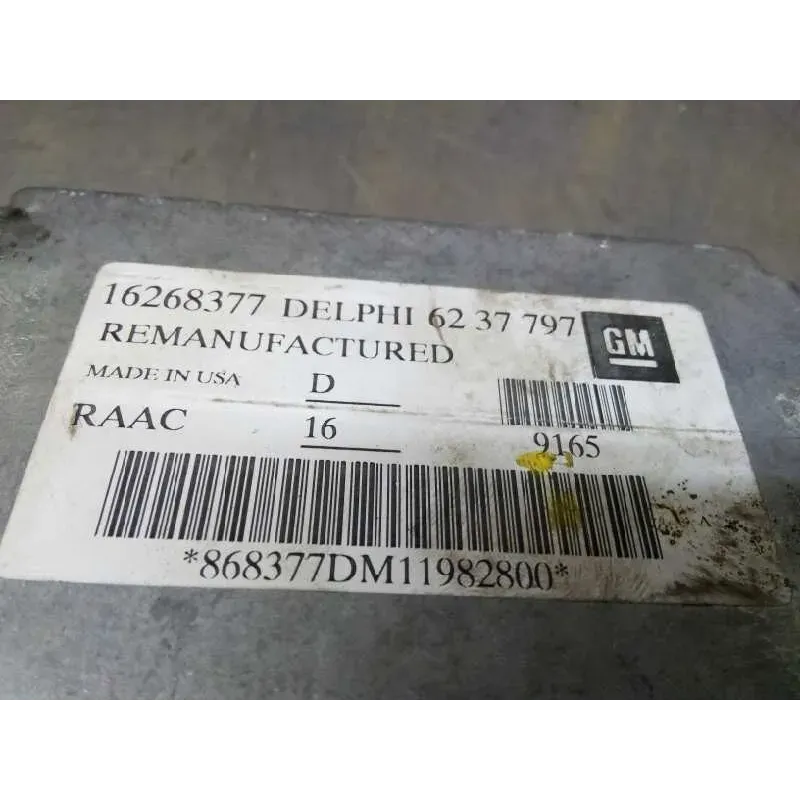 16268377 DELPHI 62 37 797
GM
REMANUFACTURED
MADE IN USA D
RAAC 16 9165
*868377DM11982800*